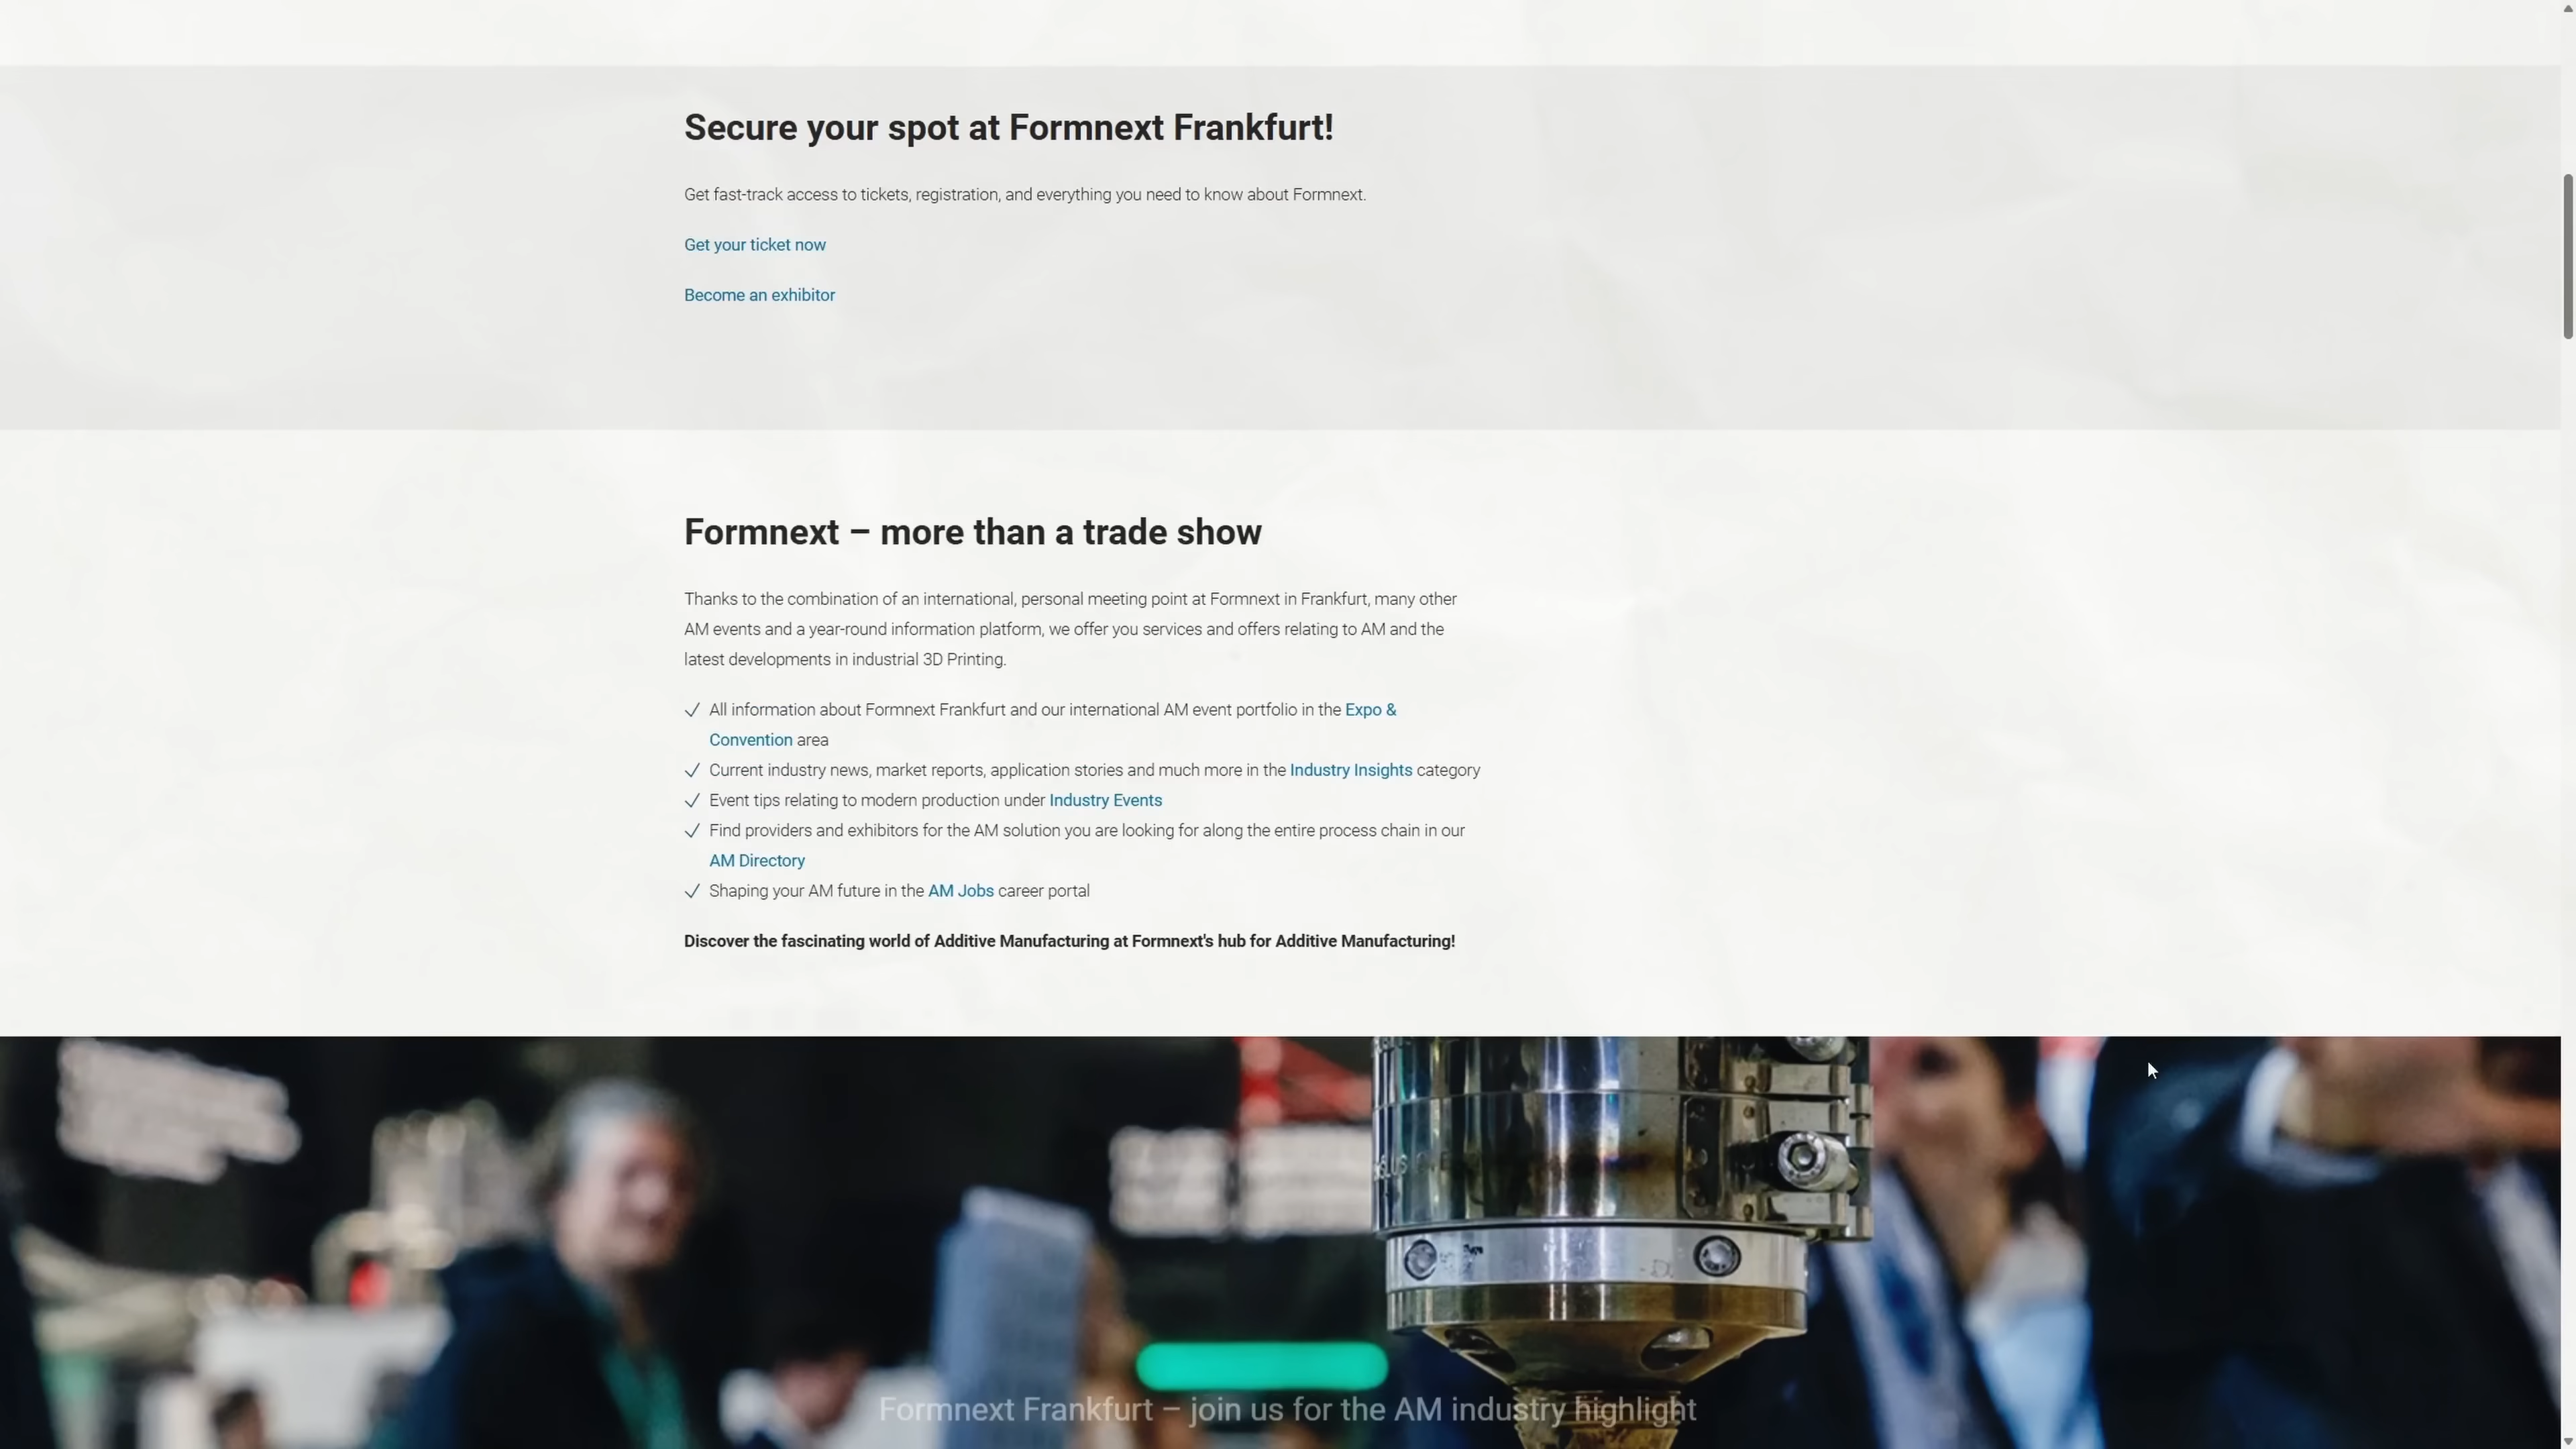 Secure your spot at Formnext Frankfurt!
Get fast-track access to tickets, registration, and everything you need to know about Formnext.
Get your ticket now
Become an exhibitor
Formnext – more than a trade show
Thanks to the combination of an international, personal meeting point at Formnext in Frankfurt, many other
AM events and a year-round information platform, we offer you services and offers relating to AM and the
latest developments in industrial 3D Printing.
All information about Formnext Frankfurt and our international AM event portfolio in the Expo &
Convention area
Current industry news, market reports, application stories and much more in the Industry Insights category
Event tips relating to modern production under Industry Events
Find providers and exhibitors for the AM solution you are looking for along the entire process chain in our
AM Directory
Shaping your AM future in the AM Jobs career portal
Discover the fascinating world of Additive Manufacturing at Formnext's hub for Additive Manufacturing!
Formnext Frankfurt – join us for the AM industry highlight